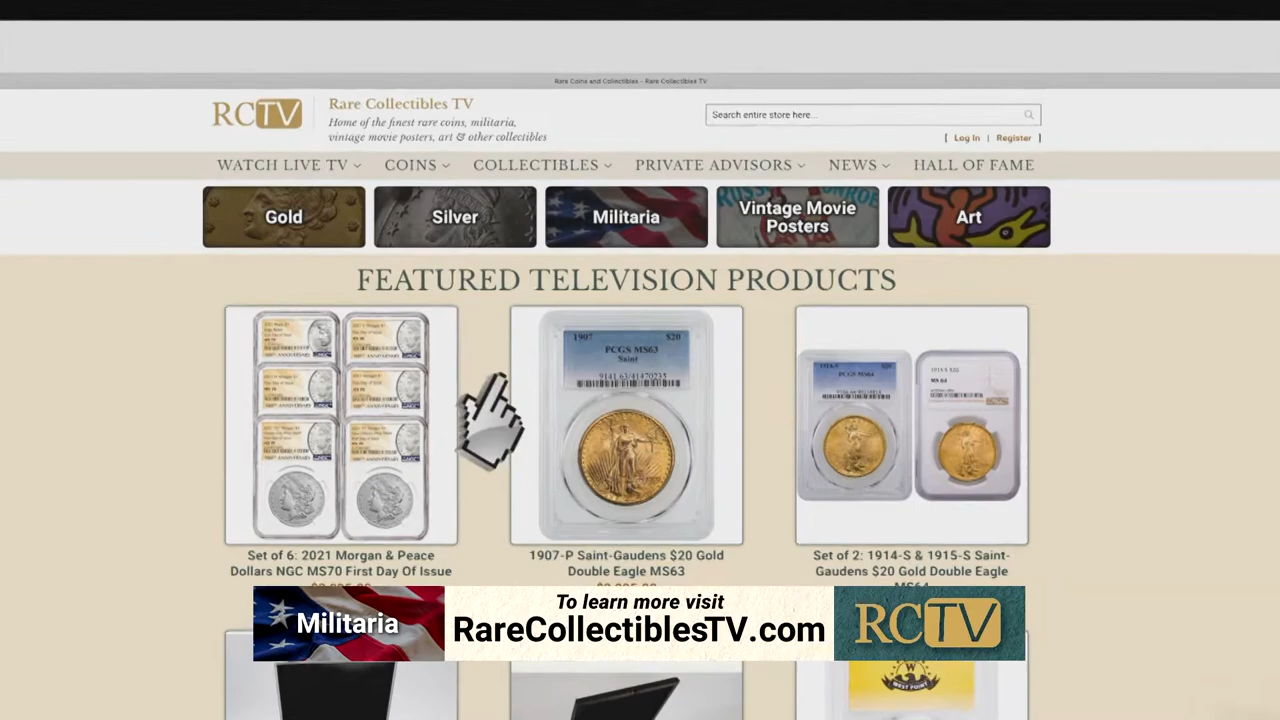 Rare Coins and Collectibles - Rare Collectibles TV
RCTV
Rare Collectibles TV
Home of the finest rare coins, militaria,
vintage movie posters, art & other collectibles
Search entire store here...
[ Log In | Register ]
WATCH LIVE TV COINS COLLECTIBLES PRIVATE ADVISORS NEWS HALL OF FAME
Gold
Silver
Militaria
Vintage Movie
Posters
Art
FEATURED TELEVISION PRODUCTS
1907 $20
PCGS MS63
Saint
9141.63/41470235
1915-S $20
MS 64
Set of 6: 2021 Morgan & Peace
Dollars NGC MS70 First Day Of Issue
1907-P Saint-Gaudens $20 Gold
Double Eagle MS63
Set of 2: 1914-S & 1915-S Saint-
Gaudens $20 Gold Double Eagle
MS64
Militaria
To learn more visit
RareCollectiblesTV.com
RCTV
W
WEST POINT